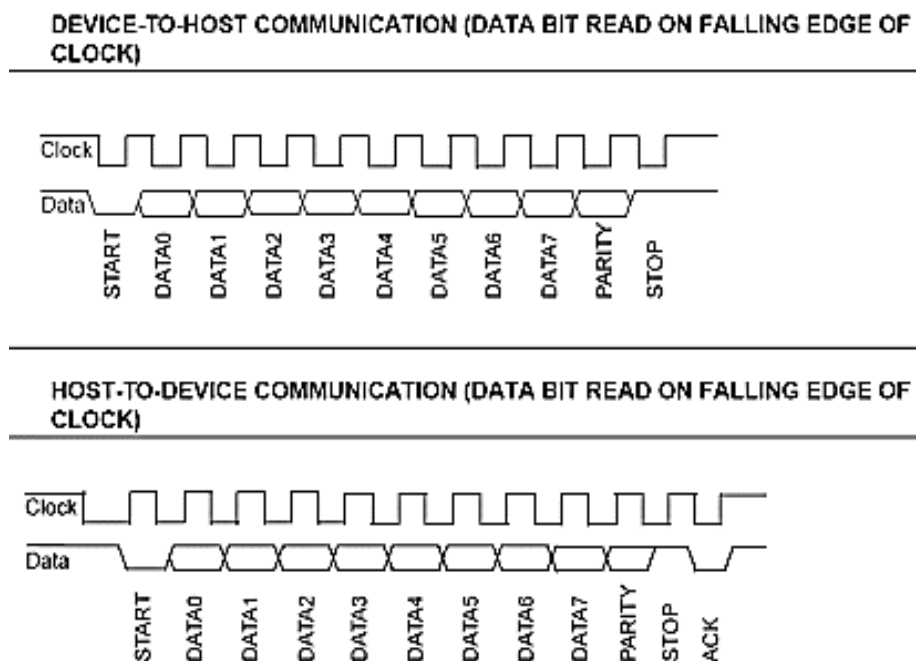 DEVICE-TO-HOST COMMUNICATION (DATA BIT READ ON FALLING EDGE OF
CLOCK)
Clock
Data
START
DATA0
DATA1
DATA2
DATA3
DATA4
DATA5
DATA6
DATA7
PARITY
STOP
HOST-TO-DEVICE COMMUNICATION (DATA BIT READ ON FALLING EDGE OF
CLOCK)
Clock
Data
START
DATA0
DATA1
DATA2
DATA3
DATA4
DATA5
DATA6
DATA7
PARITY
STOP
ACK